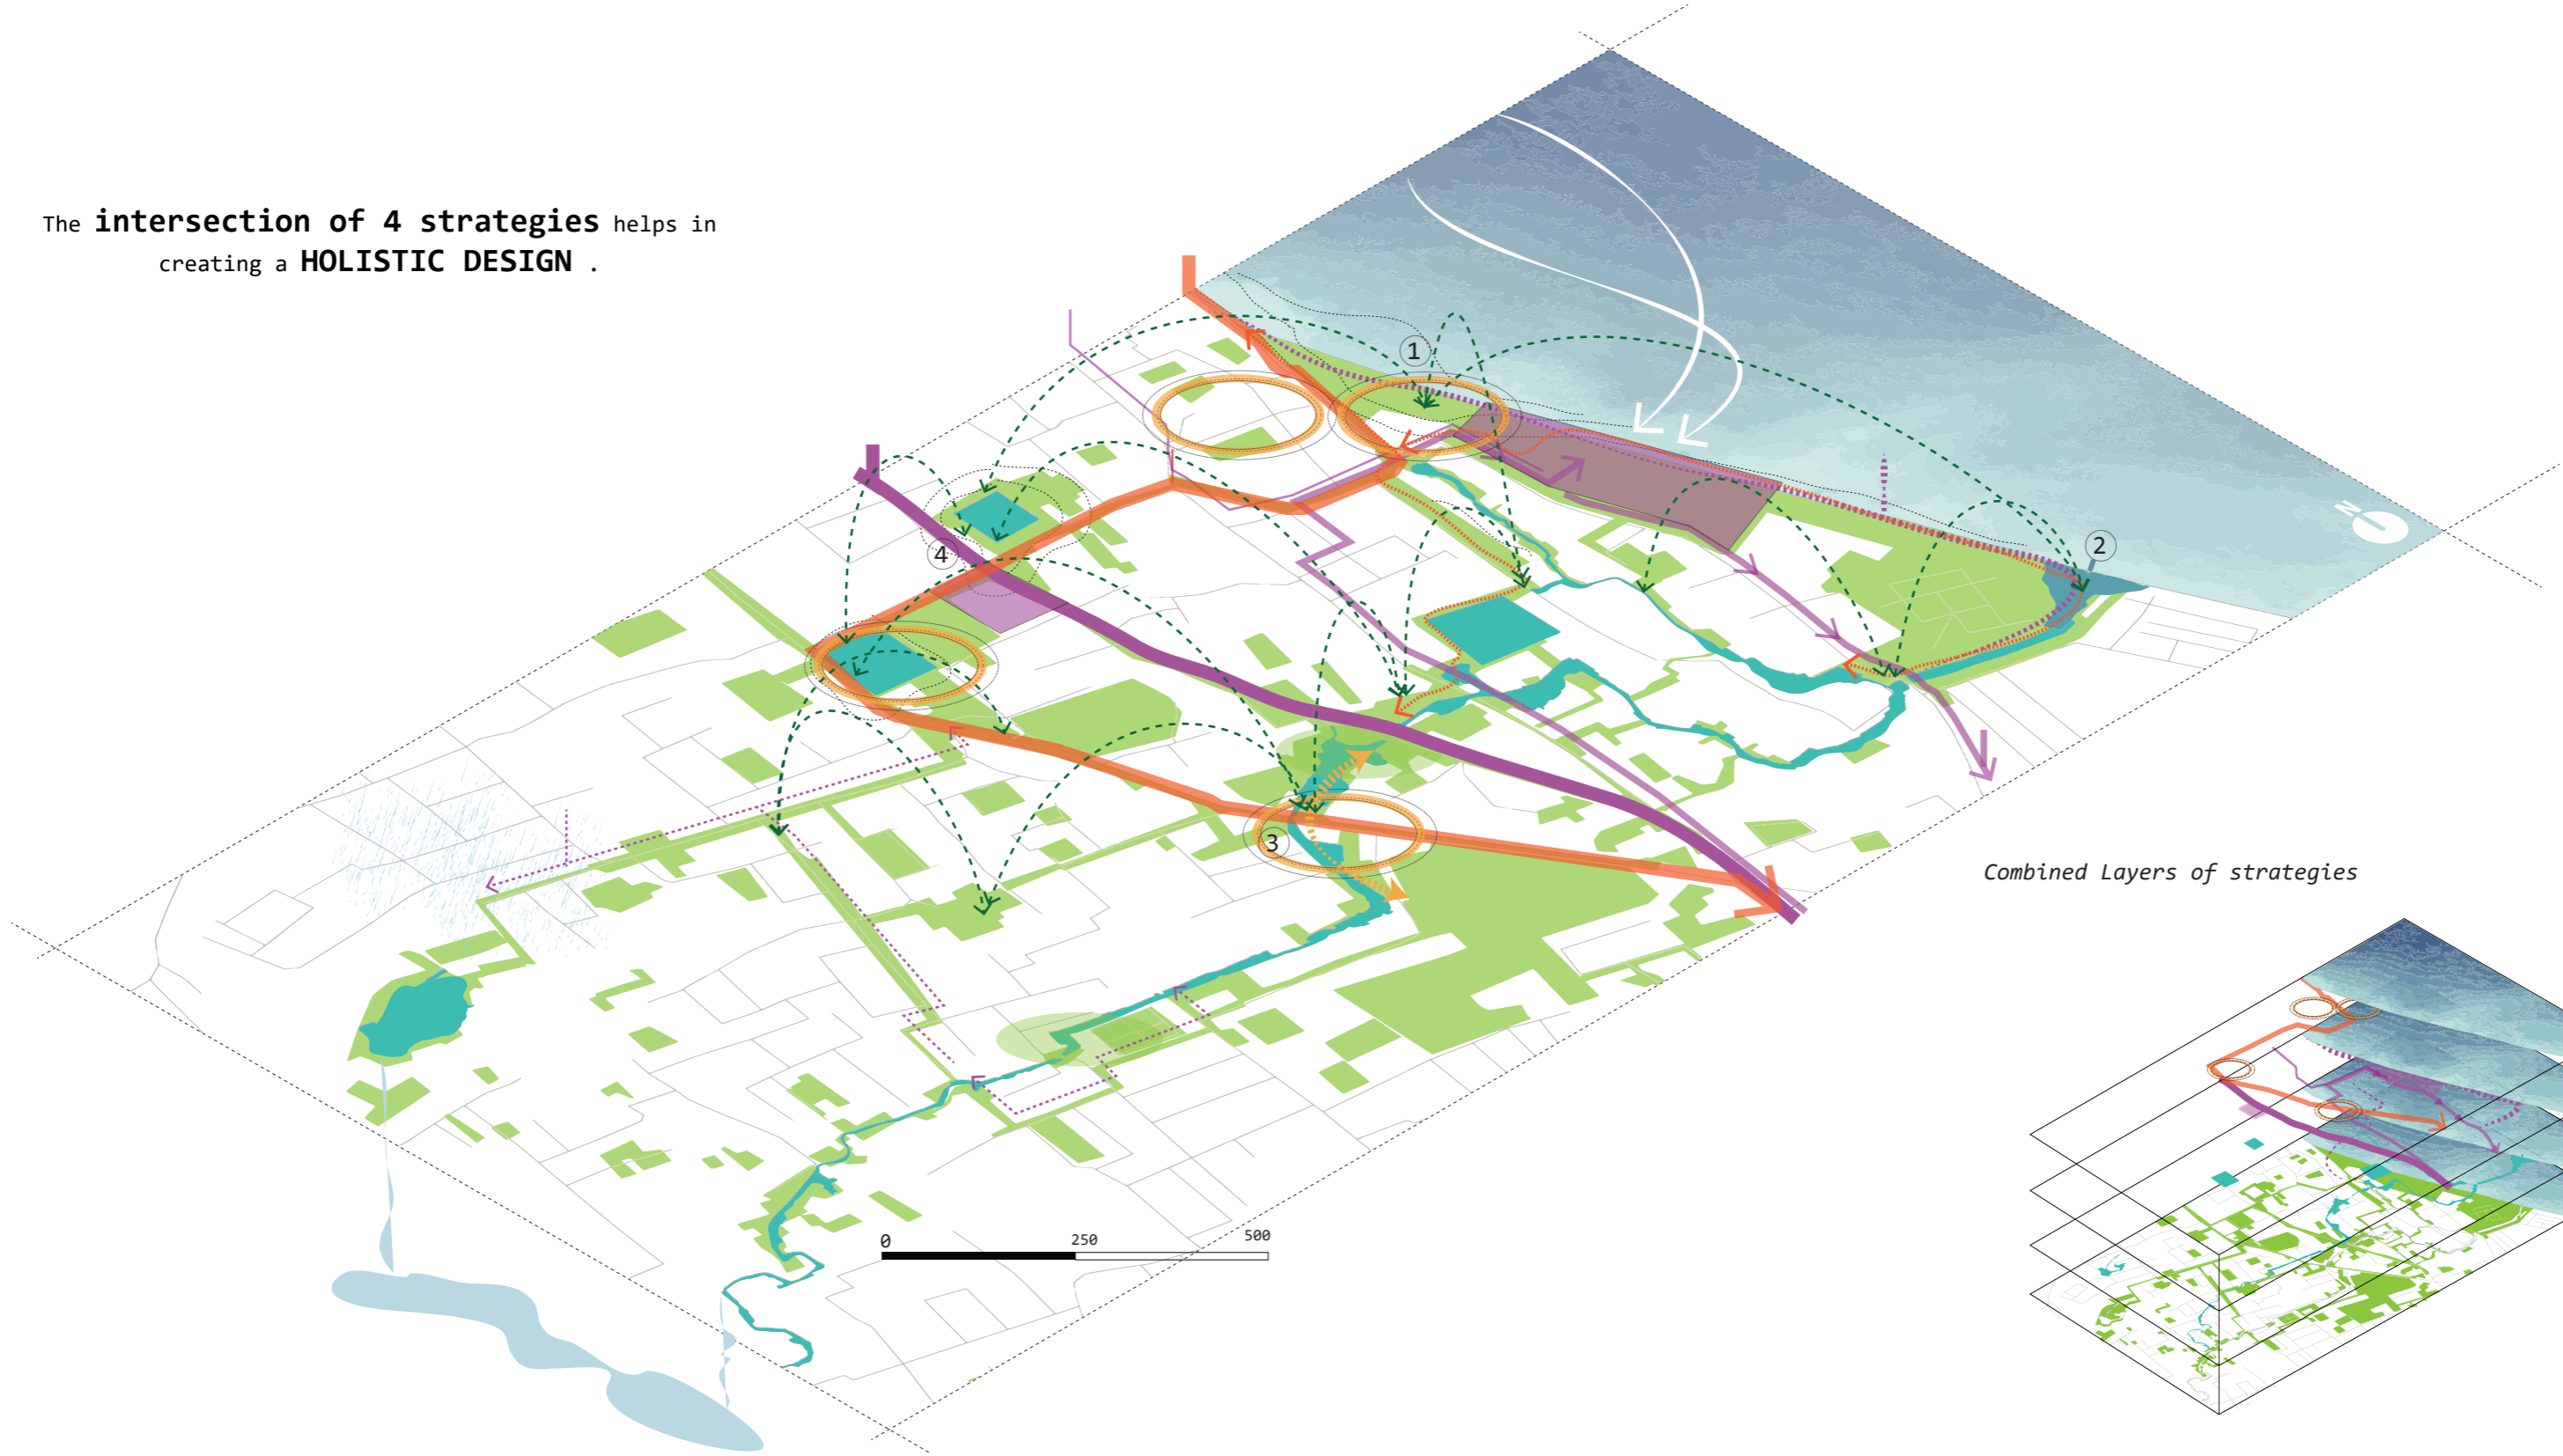 The intersection of 4 strategies helps in
creating a HOLISTIC DESIGN .
1
2
N
4
3
Combined Layers of strategies
0 250 500